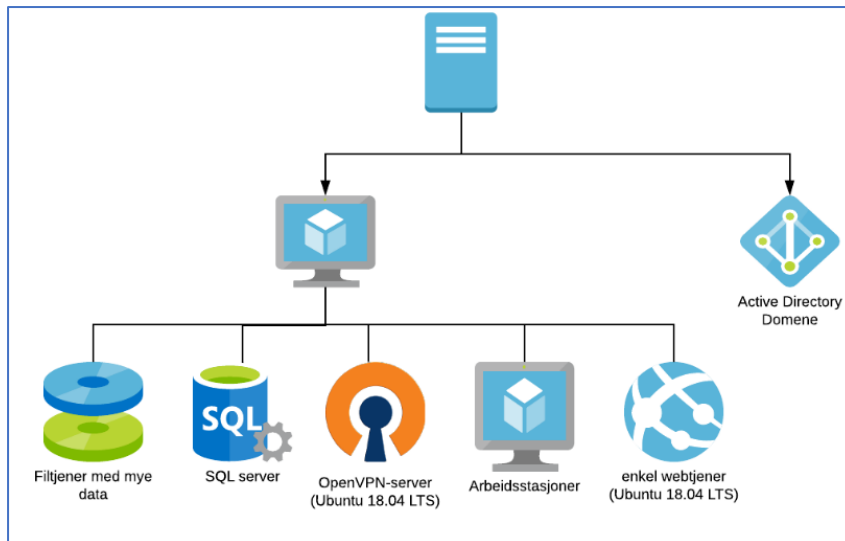 Active Directory
Domene
SQL
Filtjener med mye
data
SQL server
OpenVPN-server
(Ubuntu 18.04 LTS)
Arbeidsstasjoner
enkel webtjener
(Ubuntu 18.04 LTS)